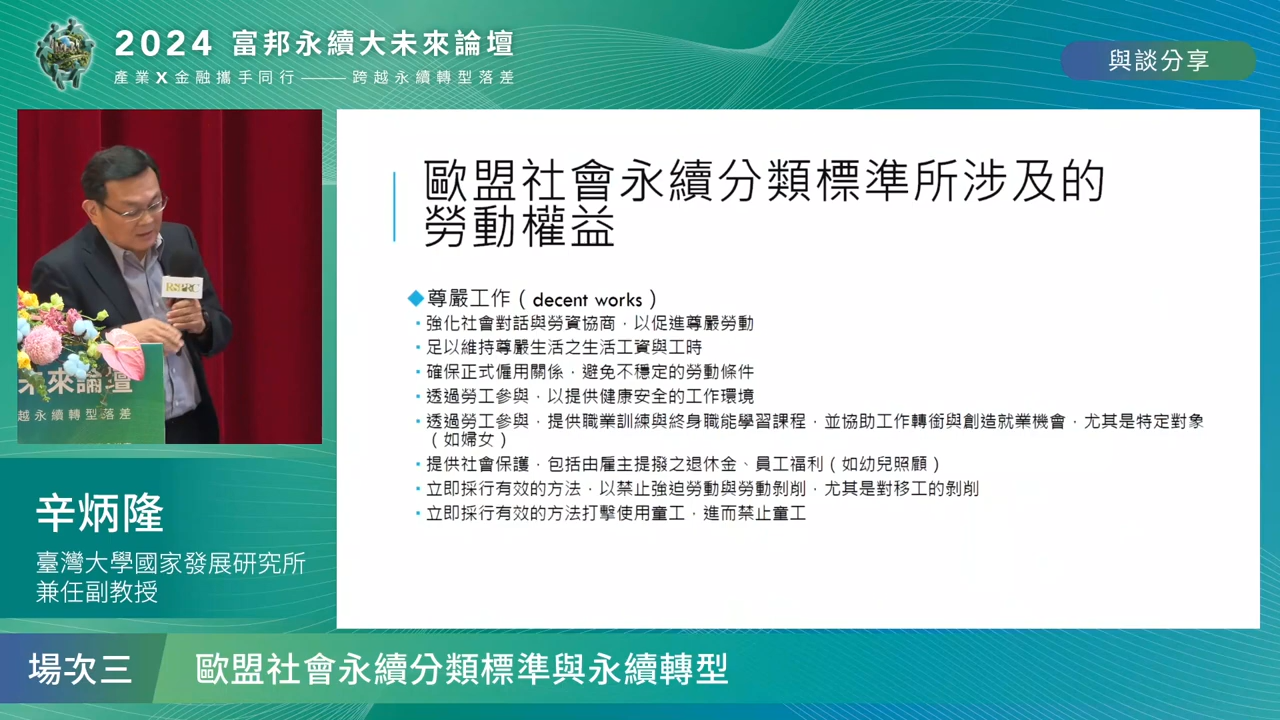 2024 富邦永續大未來論壇
產業X金融攜手同行——跨越永續轉型落差
與談分享
RSPRC
未來論壇
越永續轉型落差
歐盟社會永續分類標準所涉及的
勞動權益
◆尊嚴工作（decent works）
▪強化社會對話與勞資協商，以促進尊嚴勞動
▪足以維持尊嚴生活之生活工資與工時
▪確保正式僱用關係，避免不穩定的勞動條件
▪透過勞工參與，以提供健康安全的工作環境
▪透過勞工參與，提供職業訓練與終身職能學習課程，並協助工作轉銜與創造就業機會，尤其是特定對象
（如婦女）
▪提供社會保護，包括由雇主提撥之退休金、員工福利（如幼兒照顧）
▪立即採行有效的方法，以禁止強迫勞動與勞動剝削，尤其是對移工的剝削
▪立即採行有效的方法打擊使用童工，進而禁止童工
辛炳隆
臺灣大學國家發展研究所
兼任副教授
場次三
歐盟社會永續分類標準與永續轉型